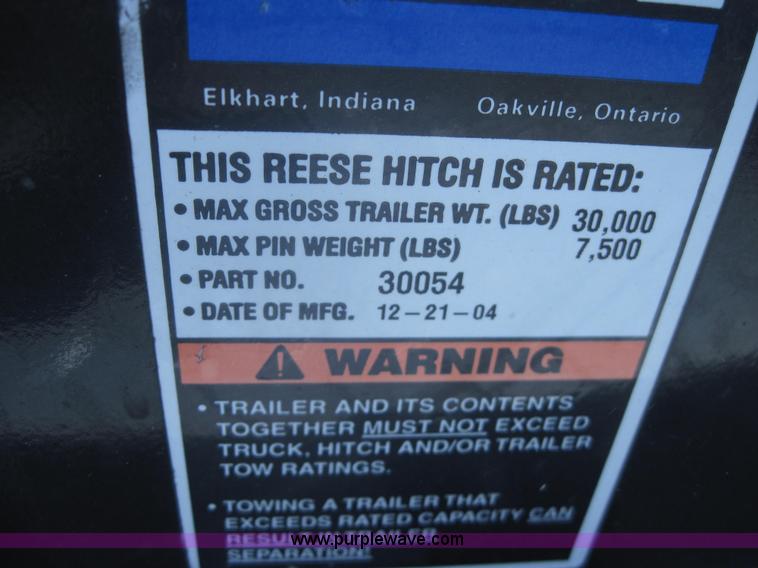 Elkhart, Indiana Oakville, Ontario
THIS REESE HITCH IS RATED:
• MAX GROSS TRAILER WT. (LBS) 30,000
• MAX PIN WEIGHT (LBS) 7,500
• PART NO. 30054
• DATE OF MFG. 12-21-04
WARNING
• TRAILER AND ITS CONTENTS
TOGETHER MUST NOT EXCEED
TRUCK, HITCH AND/OR TRAILER
TOW RATINGS.
• TOWING A TRAILER THAT
EXCEEDS RATED CAPACITY CAN
www.purplewave.com
SEPARATION!